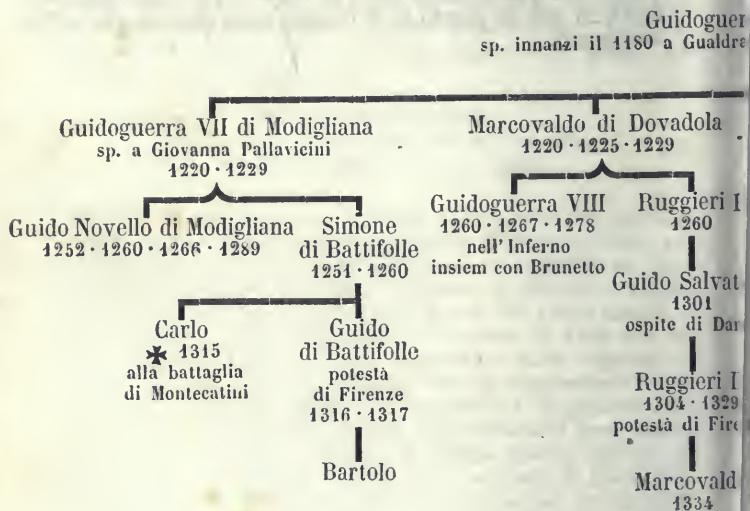 Guidoguer
sp. innanzi il 1180 a Gualdra
Guidoguerra VII di Modigliana
sp. a Giovanna Pallavicini
1220 · 1229
Marcovaldo di Dovadola
1220 · 1225 · 1229
Guido Novello di Modigliana
1252 · 1260 · 1266 · 1289
Simone
di Battifolle
1251 · 1260
Guidoguerra VIII
1260 · 1267 · 1278
nell' Inferno
insiem con Brunetto
Ruggieri I
1260
Carlo
✠ 1315
alla battaglia
di Montecatini
Guido
di Battifolle
potestà
di Firenze
1316 · 1317
Bartolo
Guido Salvat
1301
ospite di Dan
Ruggieri I
1304 · 1329
potestà di Fire
Marcovald
1334